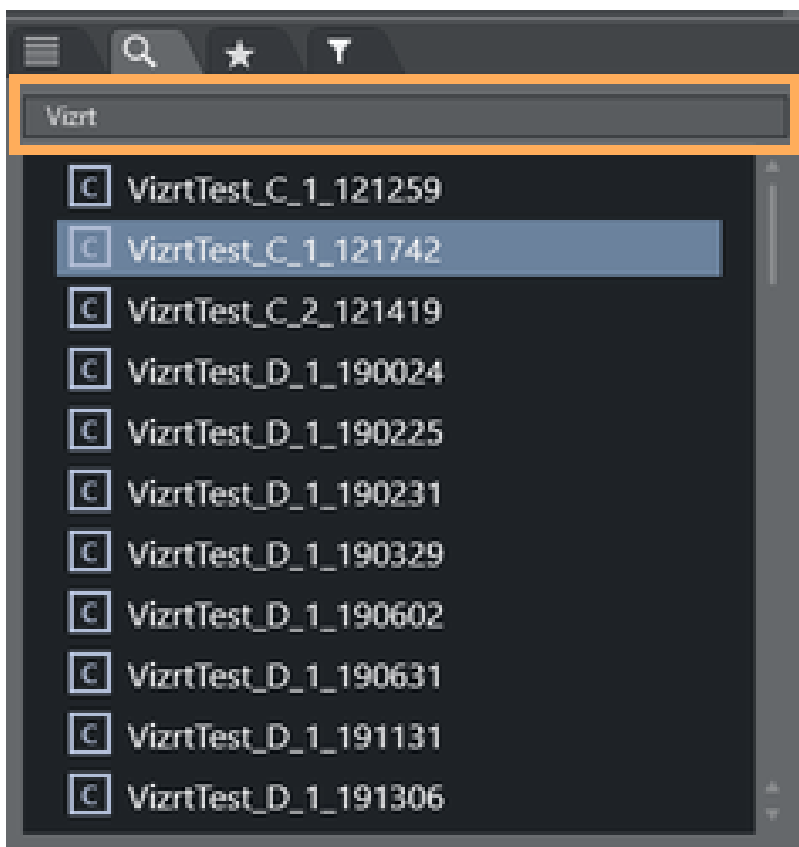 Vizrt
C VizrtTest_C_1_121259
C VizrtTest_C_1_121742
C VizrtTest_C_2_121419
C VizrtTest_D_1_190024
C VizrtTest_D_1_190225
C VizrtTest_D_1_190231
C VizrtTest_D_1_190329
C VizrtTest_D_1_190602
C VizrtTest_D_1_190631
C VizrtTest_D_1_191131
C VizrtTest_D_1_191306